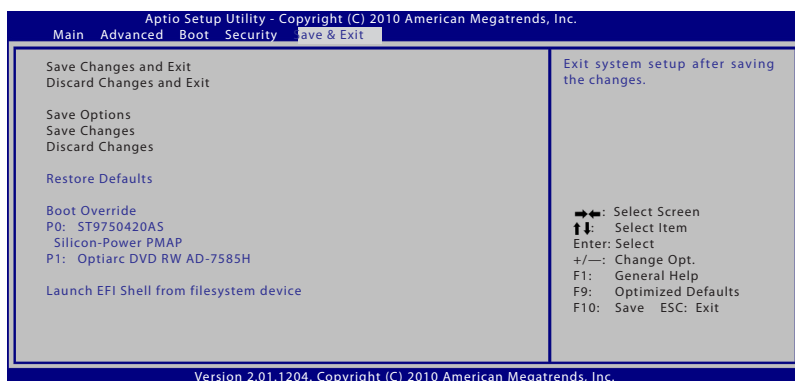 Aptio Setup Utility - Copyright (C) 2010 American Megatrends, Inc.
Main Advanced Boot Security Save & Exit
Save Changes and Exit
Discard Changes and Exit
Save Options
Save Changes
Discard Changes
Restore Defaults
Boot Override
P0: ST9750420AS
Silicon-Power PMAP
P1: Optiarc DVD RW AD-7585H
Launch EFI Shell from filesystem device
Exit system setup after saving
the changes.
➡⬅: Select Screen
⬆⬇: Select Item
Enter: Select
+/—: Change Opt.
F1: General Help
F9: Optimized Defaults
F10: Save ESC: Exit
Version 2.01.1204. Copyright (C) 2010 American Megatrends, Inc.